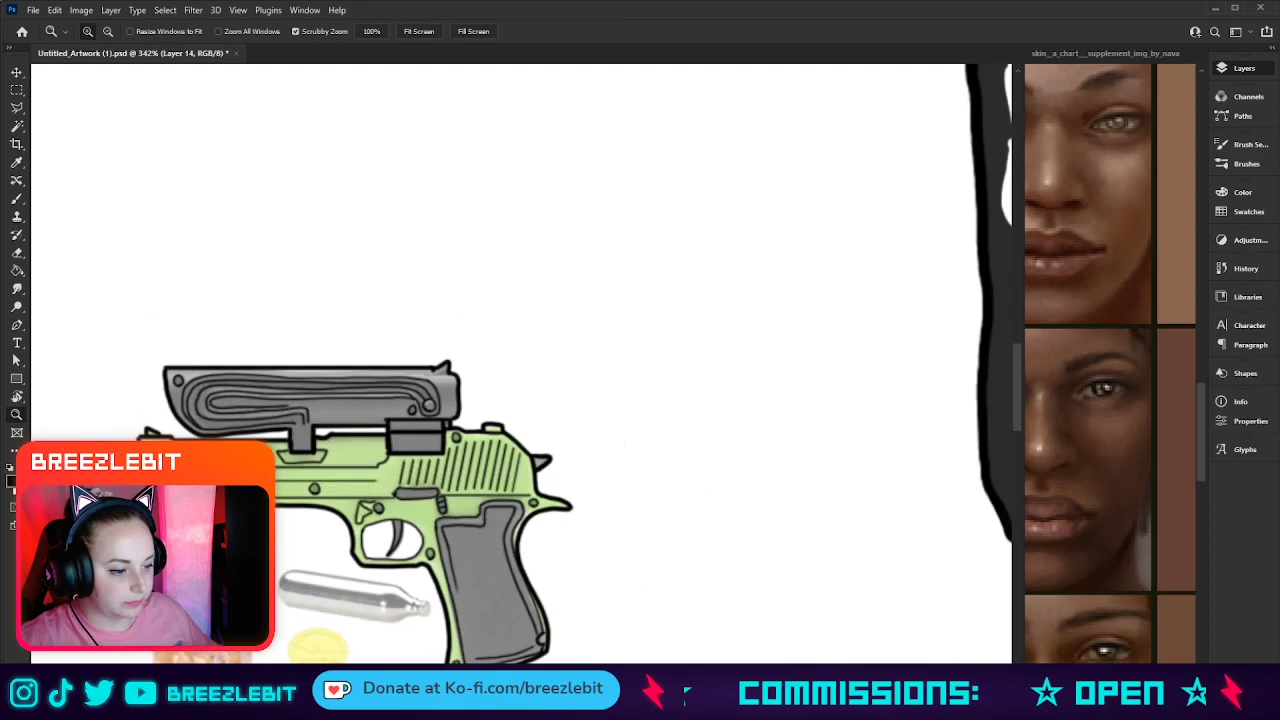 Ps File Edit Image Layer Type Select Filter 3D View Plugins Window Help
Resize Windows to Fit Zoom All Windows Scrubby Zoom 100% Fit Screen Fill Screen
Untitled_Artwork (1).psd @ 342% (Layer 14, RGB/8) * ×
skin__a_chart__supplement_img_by_nava
Layers
Channels
Paths
Brush Se...
Brushes
Color
Swatches
Adjustm...
History
Libraries
Character
Paragraph
Shapes
Info
Properties
Glyphs
BREEZLEBIT
BREEZLEBIT
Donate at Ko-fi.com/breezlebit
COMMISSIONS: OPEN